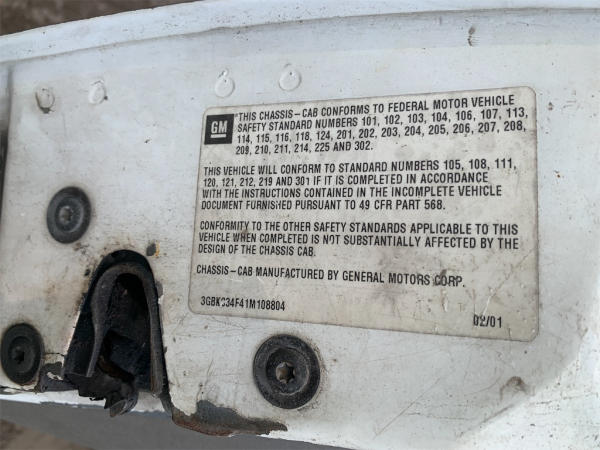 GM
"THIS CHASSIS-CAB CONFORMS TO FEDERAL MOTOR VEHICLE
SAFETY STANDARD NUMBERS 101, 102, 103, 104, 106, 107, 113,
114, 115, 116, 118, 124, 201, 202, 203, 204, 205, 206, 207, 208,
209, 210, 211, 214, 225 AND 302.
THIS VEHICLE WILL CONFORM TO STANDARD NUMBERS 105, 108, 111,
120, 121, 212, 219 AND 301 IF IT IS COMPLETED IN ACCORDANCE
WITH THE INSTRUCTIONS CONTAINED IN THE INCOMPLETE VEHICLE
DOCUMENT FURNISHED PURSUANT TO 49 CFR PART 568.
CONFORMITY TO THE OTHER SAFETY STANDARDS APPLICABLE TO THIS
VEHICLE WHEN COMPLETED IS NOT SUBSTANTIALLY AFFECTED BY THE
DESIGN OF THE CHASSIS CAB.
CHASSIS-CAB MANUFACTURED BY GENERAL MOTORS CORP.
3GBKC34F41M108804
02/01